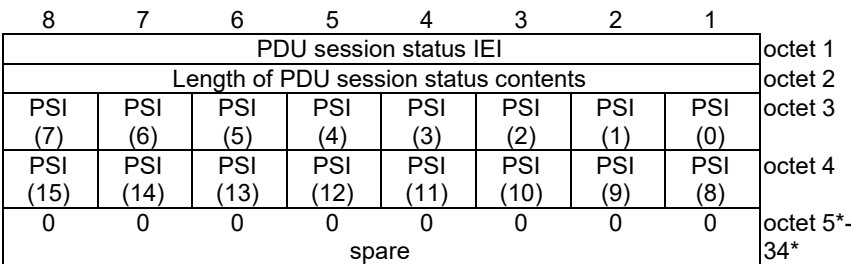 8 7 6 5 4 3 2 1
PDU session status IEI octet 1
Length of PDU session status contents octet 2
PSI PSI PSI PSI PSI PSI PSI PSI octet 3
(7) (6) (5) (4) (3) (2) (1) (0)
PSI PSI PSI PSI PSI PSI PSI PSI octet 4
(15) (14) (13) (12) (11) (10) (9) (8)
0 0 0 0 0 0 0 0 octet 5*-
spare 34*